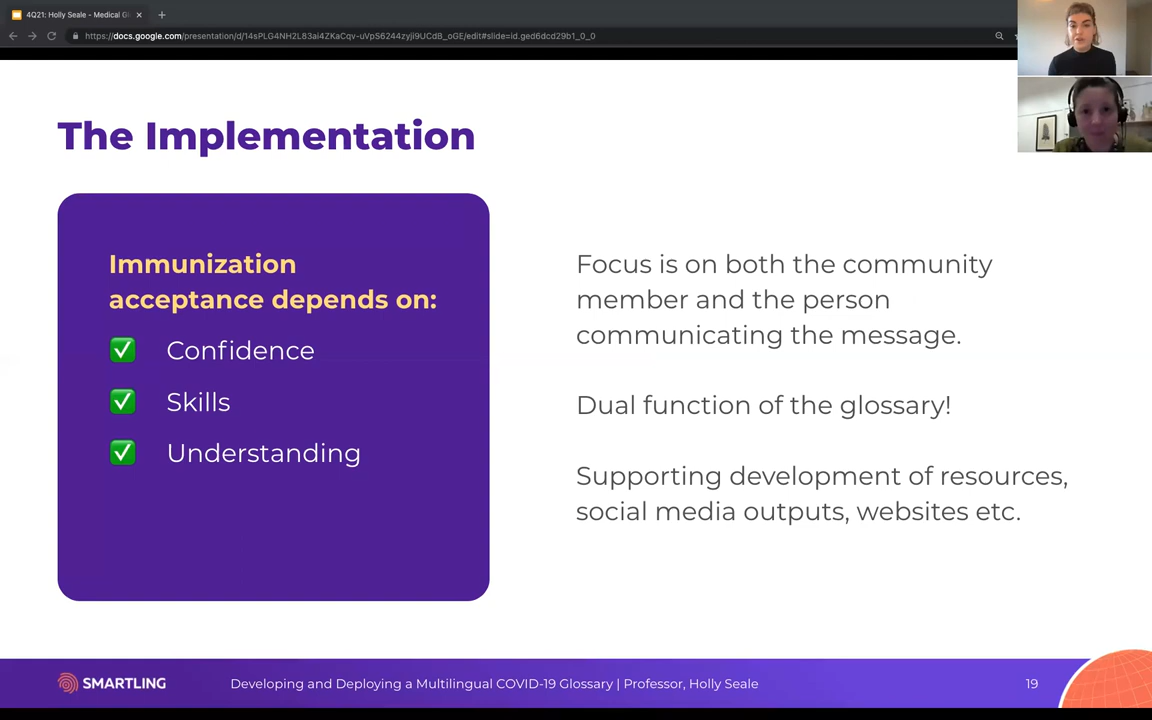 4Q21: Holly Seale - Medical Gl
https://docs.google.com/presentation/d/14sPLG4NH2L83ai4ZKaCqv-uVpS6244zyji9UCdB_oGE/edit#slide=id.ged6dcd29b1_0_0
The Implementation
Immunization
acceptance depends on:
Confidence
Skills
Understanding
Focus is on both the community
member and the person
communicating the message.
Dual function of the glossary!
Supporting development of resources,
social media outputs, websites etc.
SMARTLING
Developing and Deploying a Multilingual COVID-19 Glossary | Professor, Holly Seale
19